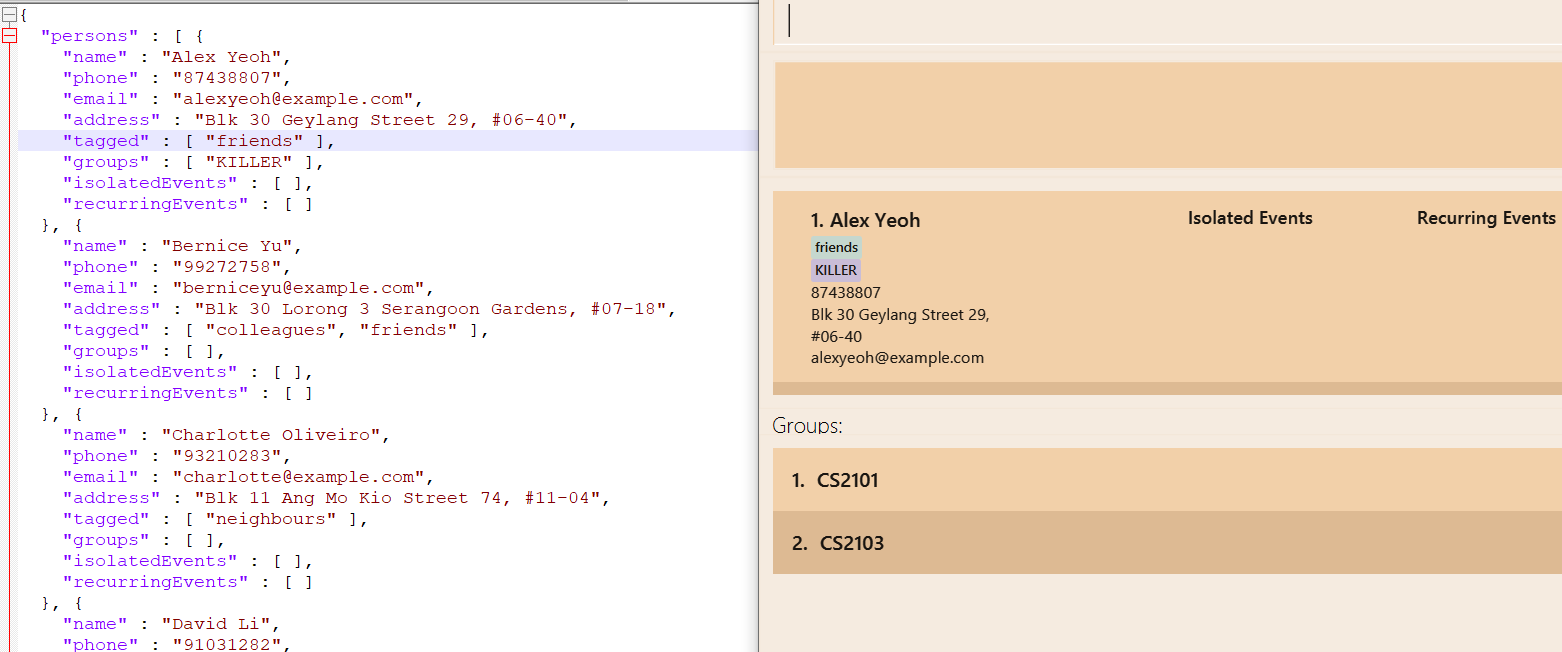 {
"persons" : [ {
"name" : "Alex Yeoh",
"phone" : "87438807",
"email" : "alexyeoh@example.com",
"address" : "Blk 30 Geylang Street 29, #06-40",
"tagged" : [ "friends" ],
"groups" : [ "KILLER" ],
"isolatedEvents" : [ ],
"recurringEvents" : [ ]
}, {
"name" : "Bernice Yu",
"phone" : "99272758",
"email" : "berniceyu@example.com",
"address" : "Blk 30 Lorong 3 Serangoon Gardens, #07-18",
"tagged" : [ "colleagues", "friends" ],
"groups" : [ ],
"isolatedEvents" : [ ],
"recurringEvents" : [ ]
}, {
"name" : "Charlotte Oliveiro",
"phone" : "93210283",
"email" : "charlotte@example.com",
"address" : "Blk 11 Ang Mo Kio Street 74, #11-04",
"tagged" : [ "neighbours" ],
"groups" : [ ],
"isolatedEvents" : [ ],
"recurringEvents" : [ ]
}, {
"name" : "David Li",
"phone" : "91031282",
1. Alex Yeoh
friends
KILLER
87438807
Blk 30 Geylang Street 29,
#06-40
alexyeoh@example.com
Isolated Events
Recurring Events
Groups:
1. CS2101
2. CS2103